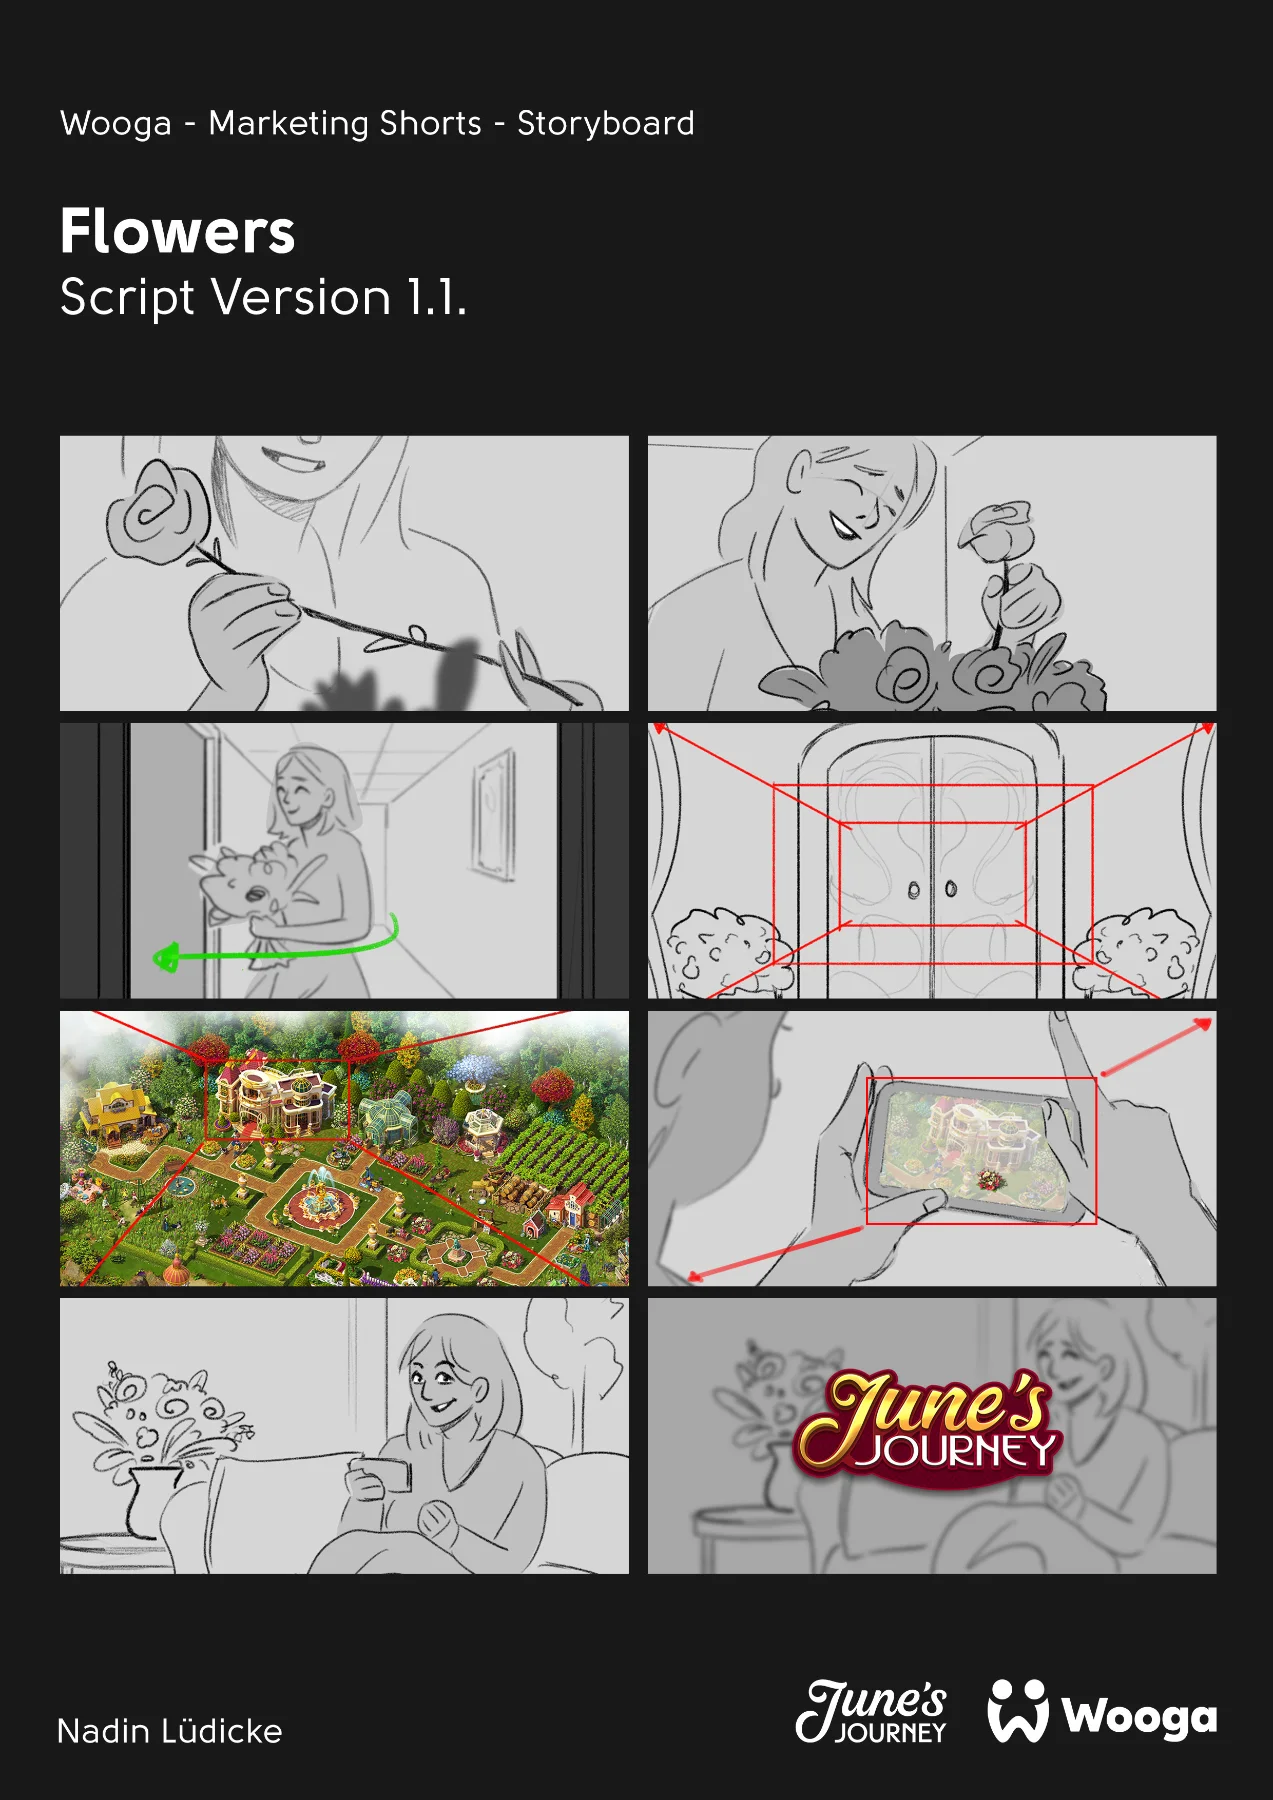 Wooga - Marketing Shorts - Storyboard
Flowers
Script Version 1.1.
June's
JOURNEY
Nadin Lüdicke
June's
JOURNEY
Wooga